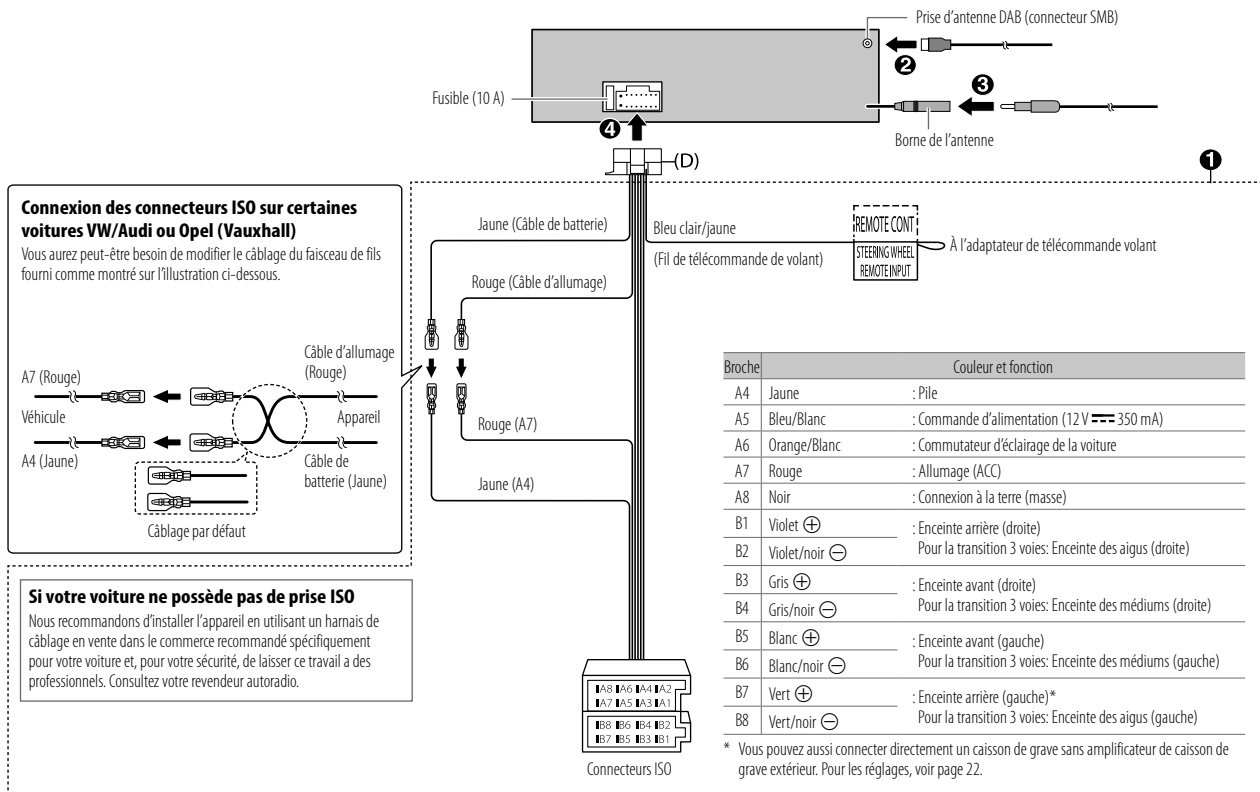 Prise d'antenne DAB (connecteur SMB)
❷
Fusible (10 A)
❸
❹
Borne de l'antenne
(D)
❶
Connexion des connecteurs ISO sur certaines
voitures VW/Audi ou Opel (Vauxhall)
Vous aurez peut-être besoin de modifier le câblage du faisceau de fils
fourni comme montré sur l'illustration ci-dessous.
A7 (Rouge)
Câble d'allumage
(Rouge)
Véhicule
Appareil
A4 (Jaune)
Câble de
batterie (Jaune)
Câblage par défaut
Jaune (Câble de batterie)
Bleu clair/jaune
(Fil de télécommande de volant)
REMOTE CONT
STEERING WHEEL
REMOTE INPUT
À l'adaptateur de télécommande volant
Rouge (Câble d'allumage)
Rouge (A7)
Jaune (A4)
Si votre voiture ne possède pas de prise ISO
Nous recommandons d'installer l'appareil en utilisant un harnais de
câblage en vente dans le commerce recommandé spécifiquement
pour votre voiture et, pour votre sécurité, de laisser ce travail a des
professionnels. Consultez votre revendeur autoradio.
A8 A6 A4 A2
A7 A5 A3 A1
B8 B6 B4 B2
B7 B5 B3 B1
Connecteurs ISO
Broche Couleur et fonction
A4 Jaune : Pile
A5 Bleu/Blanc : Commande d'alimentation (12 V ⎓ 350 mA)
A6 Orange/Blanc : Commutateur d'éclairage de la voiture
A7 Rouge : Allumage (ACC)
A8 Noir : Connexion à la terre (masse)
B1 Violet ⊕ : Enceinte arrière (droite)
B2 Violet/noir ⊖ Pour la transition 3 voies: Enceinte des aigus (droite)
B3 Gris ⊕ : Enceinte avant (droite)
B4 Gris/noir ⊖ Pour la transition 3 voies: Enceinte des médiums (droite)
B5 Blanc ⊕ : Enceinte avant (gauche)
B6 Blanc/noir ⊖ Pour la transition 3 voies: Enceinte des médiums (gauche)
B7 Vert ⊕ : Enceinte arrière (gauche)*
B8 Vert/noir ⊖ Pour la transition 3 voies: Enceinte des aigus (gauche)
* Vous pouvez aussi connecter directement un caisson de grave sans amplificateur de caisson de
grave extérieur. Pour les réglages, voir page 22.